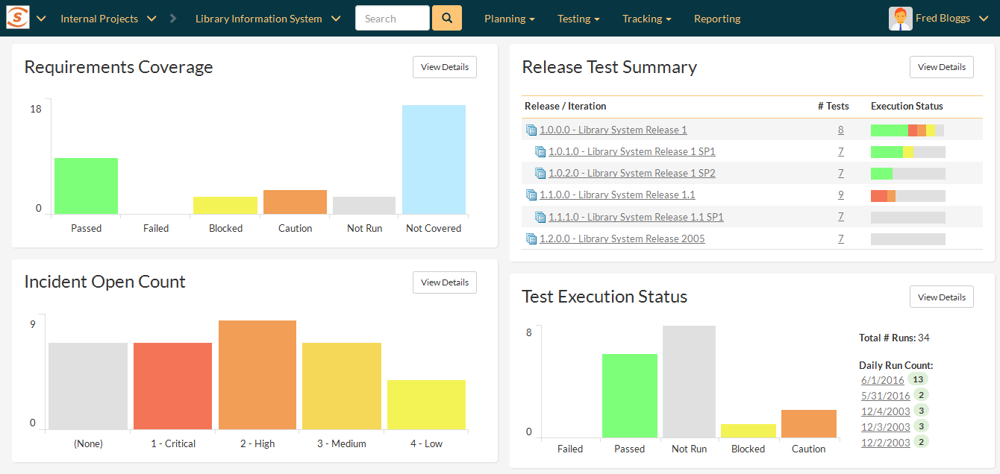 Internal Projects
Library Information System
Search
Planning
Testing
Tracking
Reporting
Fred Bloggs
Requirements Coverage
View Details
18
0
Passed
Failed
Blocked
Caution
Not Run
Not Covered
Release Test Summary
View Details
Release / Iteration # Tests Execution Status
1.0.0.0 - Library System Release 1 8
1.0.1.0 - Library System Release 1 SP1 7
1.0.2.0 - Library System Release 1 SP2 7
1.1.0.0 - Library System Release 1.1 9
1.1.1.0 - Library System Release 1.1 SP1 7
1.2.0.0 - Library System Release 2005 7
Incident Open Count
View Details
9
0
(None)
1 - Critical
2 - High
3 - Medium
4 - Low
Test Execution Status
View Details
8
0
Failed
Passed
Not Run
Blocked
Caution
Total # Runs: 34
Daily Run Count:
6/1/2016 13
5/31/2016 2
12/4/2003 3
12/3/2003 3
12/2/2003 2